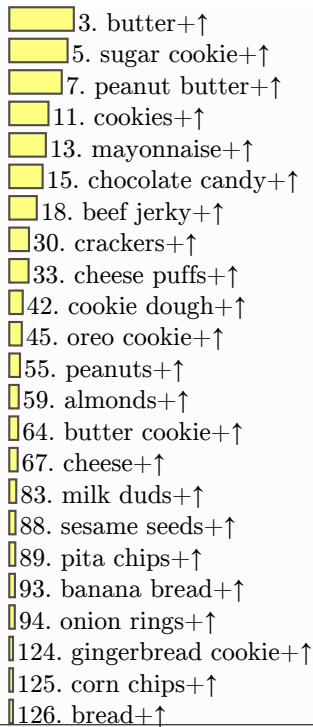 3. butter+↑
5. sugar cookie+↑
7. peanut butter+↑
11. cookies+↑
13. mayonnaise+↑
15. chocolate candy+↑
18. beef jerky+↑
30. crackers+↑
33. cheese puffs+↑
42. cookie dough+↑
45. oreo cookie+↑
55. peanuts+↑
59. almonds+↑
64. butter cookie+↑
67. cheese+↑
83. milk duds+↑
88. sesame seeds+↑
89. pita chips+↑
93. banana bread+↑
94. onion rings+↑
124. gingerbread cookie+↑
125. corn chips+↑
126. bread+↑